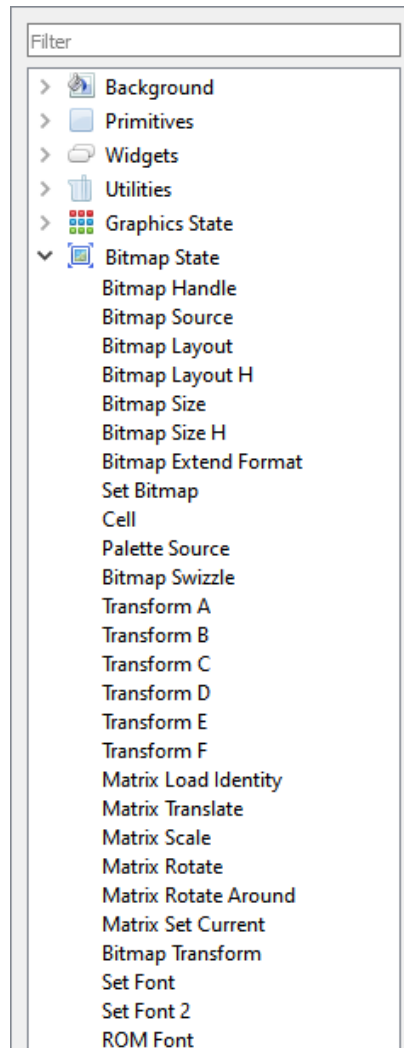 Filter
Background
Primitives
Widgets
Utilities
Graphics State
Bitmap State
Bitmap Handle
Bitmap Source
Bitmap Layout
Bitmap Layout H
Bitmap Size
Bitmap Size H
Bitmap Extend Format
Set Bitmap
Cell
Palette Source
Bitmap Swizzle
Transform A
Transform B
Transform C
Transform D
Transform E
Transform F
Matrix Load Identity
Matrix Translate
Matrix Scale
Matrix Rotate
Matrix Rotate Around
Matrix Set Current
Bitmap Transform
Set Font
Set Font 2
ROM Font